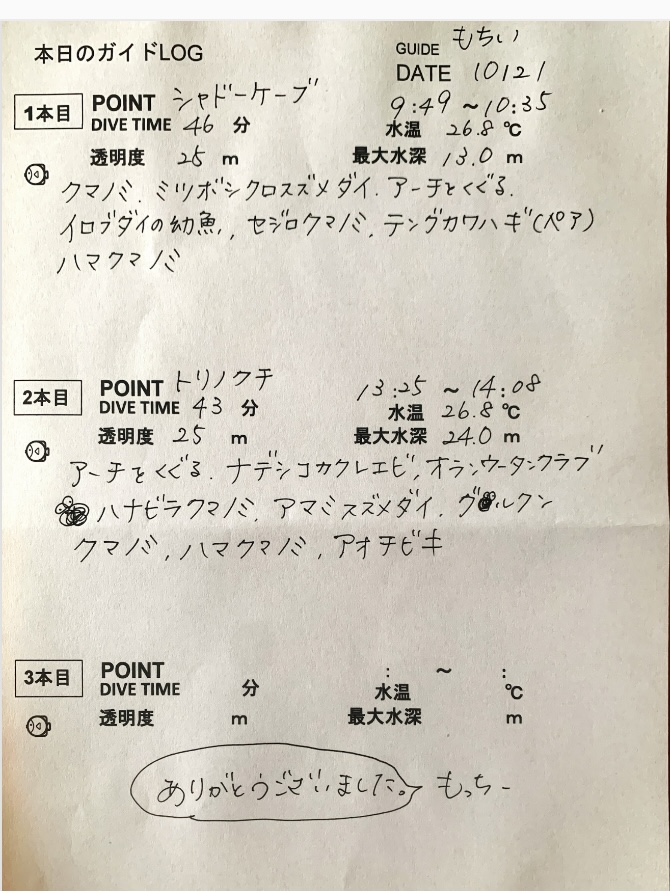 本日のガイドLOG
GUIDE もちい
DATE 10/21
1本目 POINT シャドーケーブ 9:49 ~10:35
DIVE TIME 46 分 水温 26.8 ℃
透明度 25 m 最大水深 13.0 m
クマノミ、ミツボシクロスズメダイ、アーチをくぐる、
イロブダイの幼魚、セジロクマノミ、テングカワハギ(ペア)
ハマクマノミ
2本目 POINT トリノクチ 13:25 ~ 14:08
DIVE TIME 43 分 水温 26.8 ℃
透明度 25 m 最大水深 24.0 m
アーチをくぐる、ナデシコカクレエビ、オランウータンクラブ
ハナビラクマノミ、アマミスズメダイ、グルクン
クマノミ、ハマクマノミ、アオチビキ
3本目 POINT : ~ :
DIVE TIME 分 水温 ℃
透明度 m 最大水深 m
ありがとうございました。 もっちー